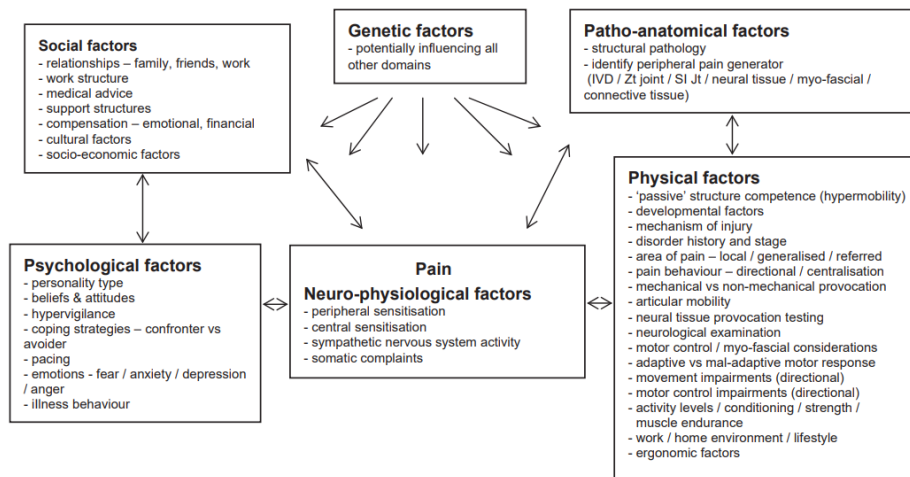 Social factors
- relationships – family, friends, work
- work structure
- medical advice
- support structures
- compensation – emotional, financial
- cultural factors
- socio-economic factors
Genetic factors
- potentially influencing all
other domains
Patho-anatomical factors
- structural pathology
- identify peripheral pain generator
(IVD / Zt joint / SI Jt / neural tissue / myo-fascial /
connective tissue)
Psychological factors
- personality type
- beliefs & attitudes
- hypervigilance
- coping strategies – confronter vs
avoider
- pacing
- emotions - fear / anxiety / depression
/ anger
- illness behaviour
Pain
Neuro-physiological factors
- peripheral sensitisation
- central sensitisation
- sympathetic nervous system activity
- somatic complaints
Physical factors
- ‘passive’ structure competence (hypermobility)
- developmental factors
- mechanism of injury
- disorder history and stage
- area of pain – local / generalised / referred
- pain behaviour – directional / centralisation
- mechanical vs non-mechanical provocation
- articular mobility
- neural tissue provocation testing
- neurological examination
- motor control / myo-fascial considerations
- adaptive vs mal-adaptive motor response
- movement impairments (directional)
- motor control impairments (directional)
- activity levels / conditioning / strength /
muscle endurance
- work / home environment / lifestyle
- ergonomic factors